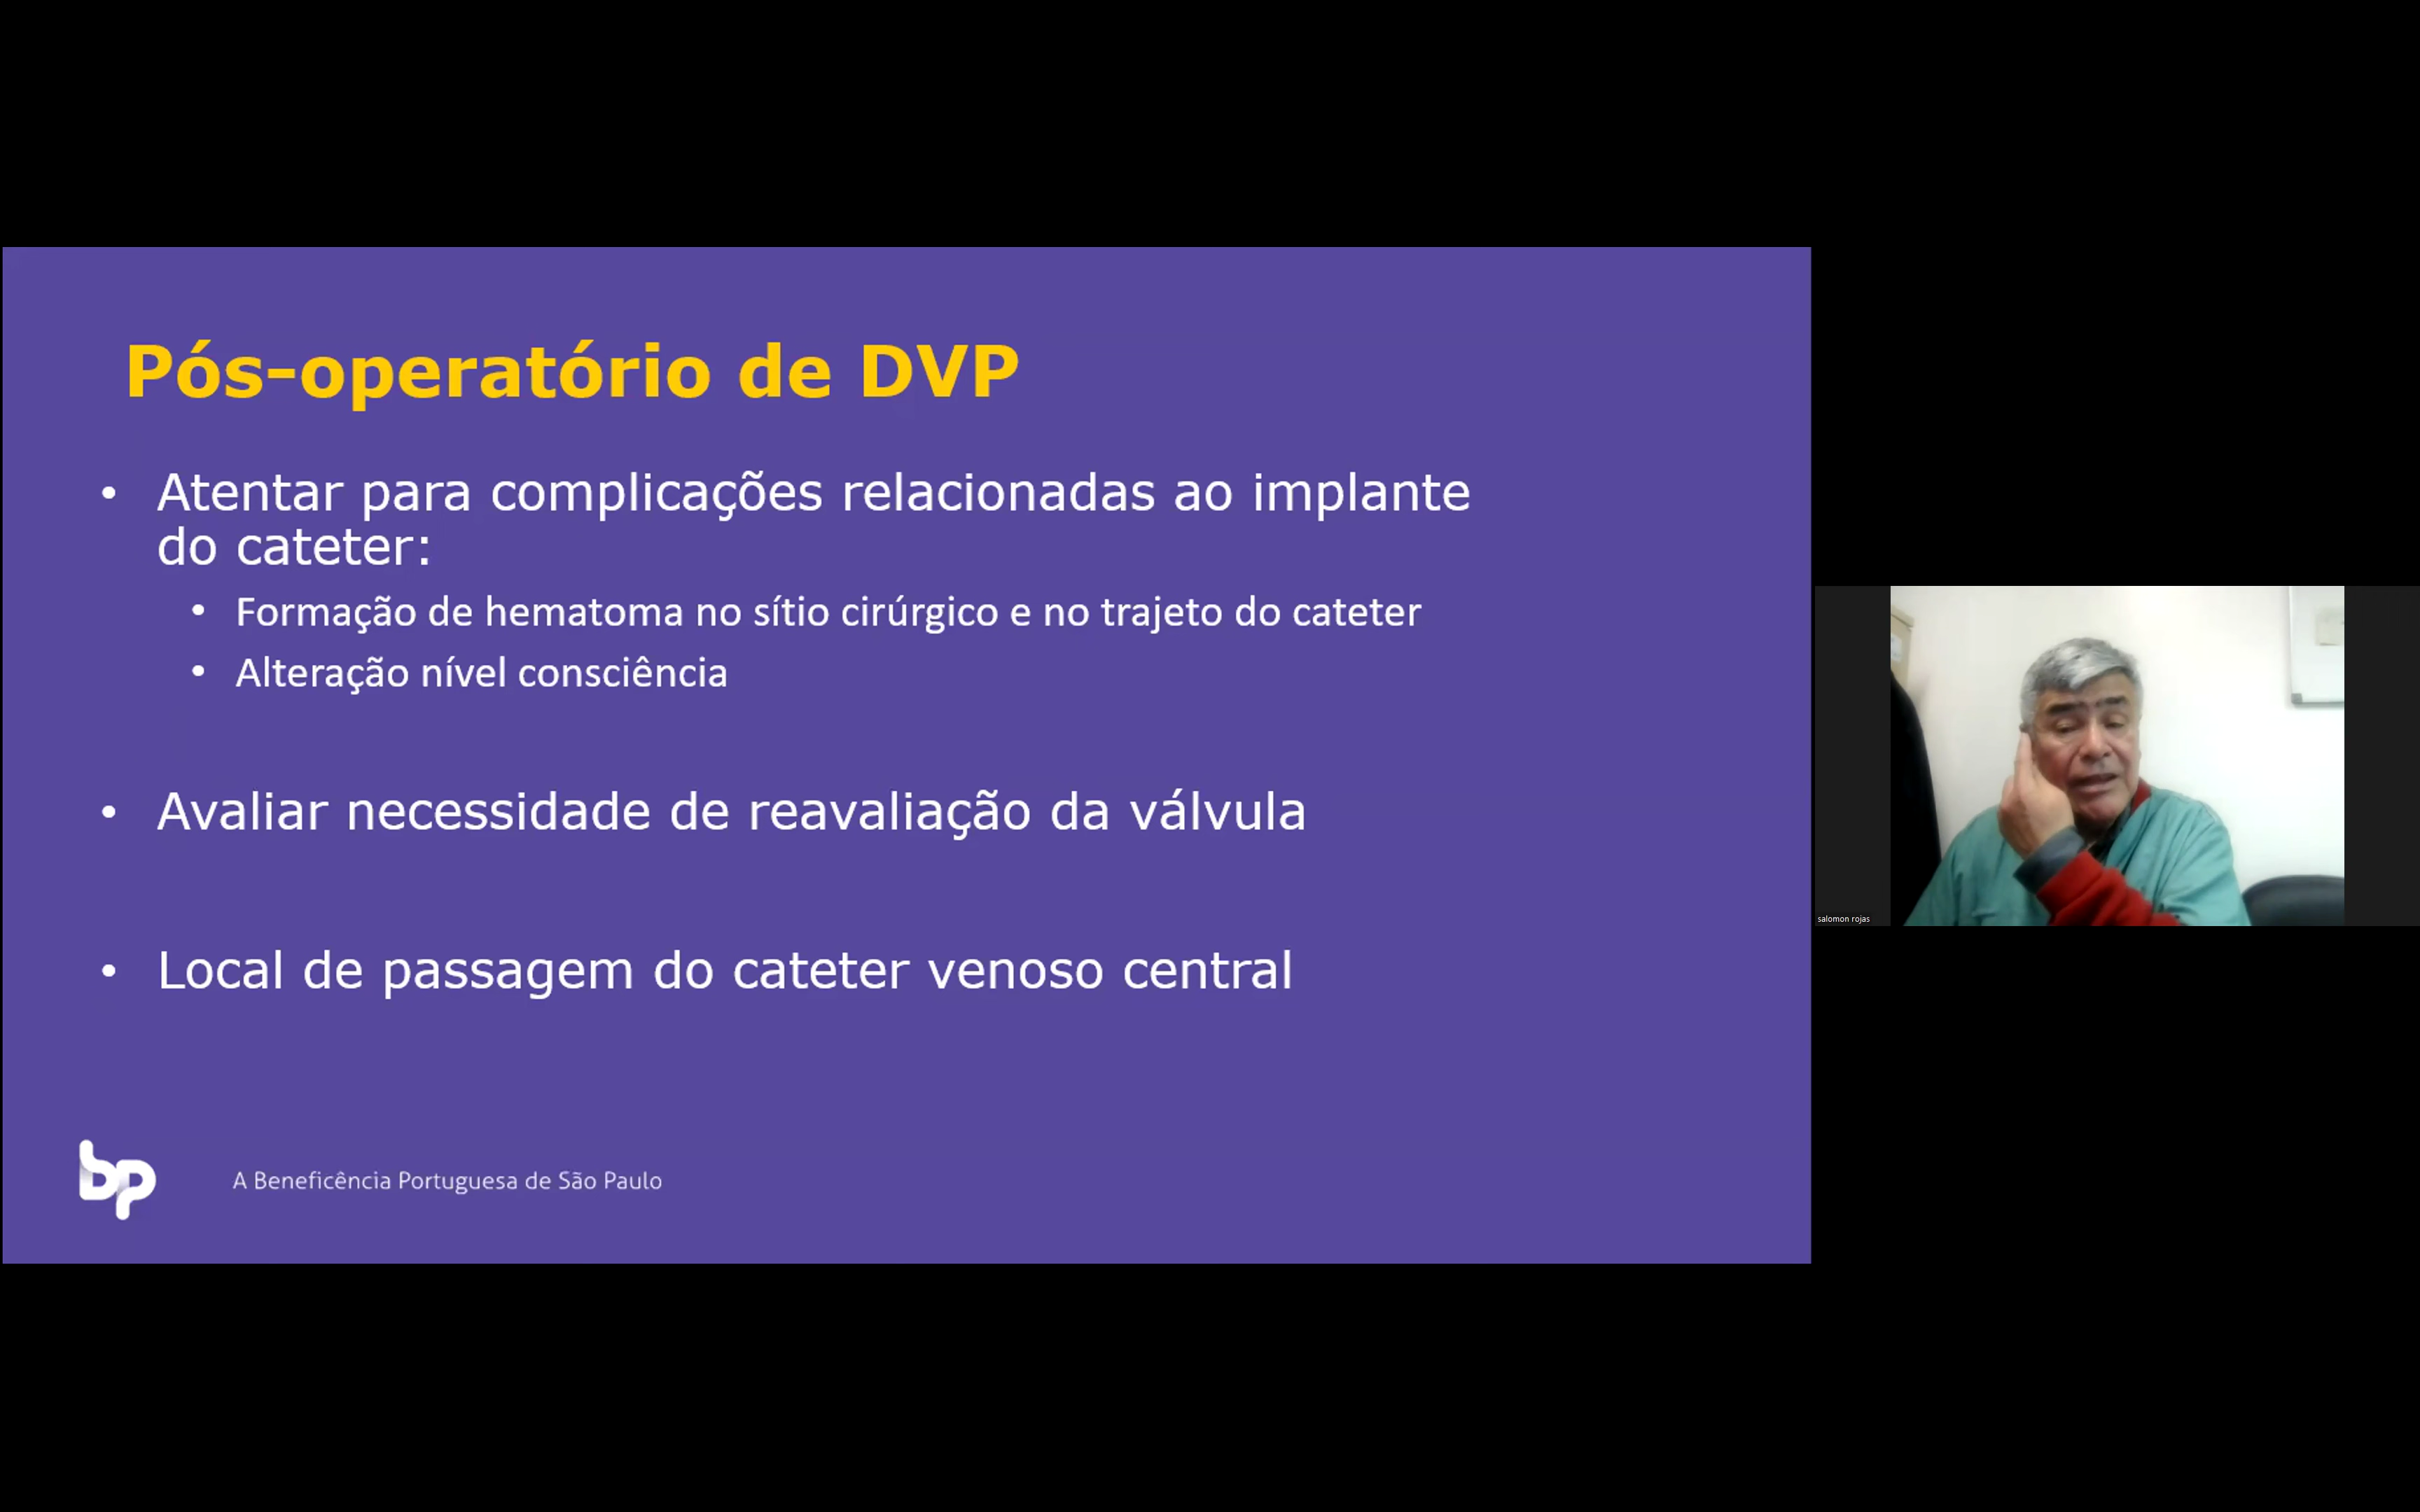 Pós-operatório de DVP
• Atentar para complicações relacionadas ao implante
do cateter:
• Formação de hematoma no sítio cirúrgico e no trajeto do cateter
• Alteração nível consciência
• Avaliar necessidade de reavaliação da válvula
• Local de passagem do cateter venoso central
bp
A Beneficência Portuguesa de São Paulo
salomon rojas